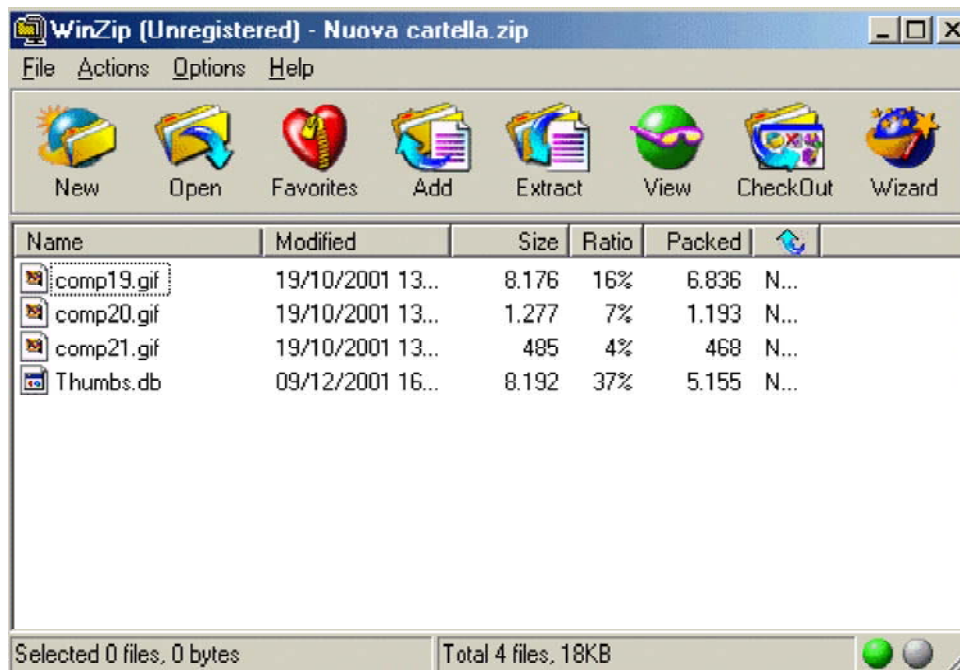 WinZip (Unregistered) - Nuova cartella.zip
File Actions Options Help
New Open Favorites Add Extract View CheckOut Wizard
Name Modified Size Ratio Packed
comp19.gif 19/10/2001 13... 8.176 16% 6.836 N...
comp20.gif 19/10/2001 13... 1.277 7% 1.193 N...
comp21.gif 19/10/2001 13... 485 4% 468 N...
Thumbs.db 09/12/2001 16... 8.192 37% 5.155 N...
Selected 0 files, 0 bytes Total 4 files, 18KB